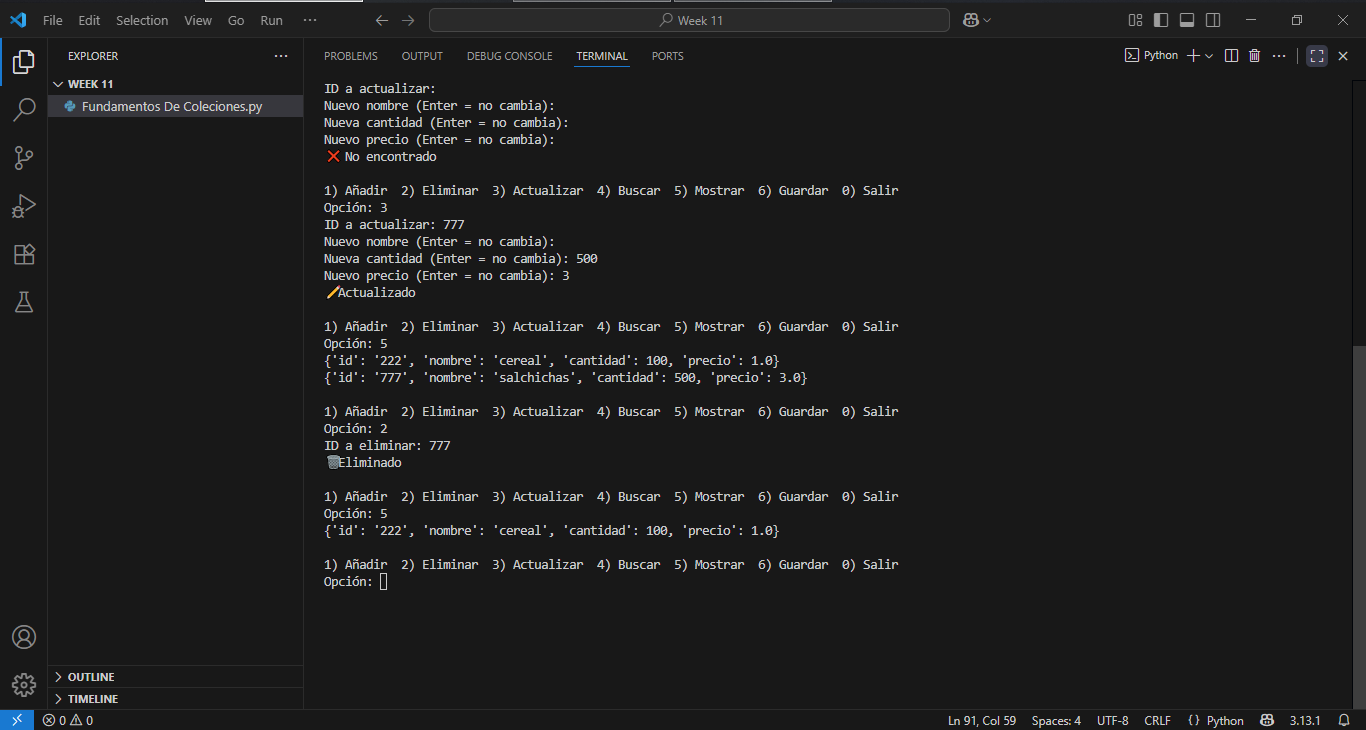 File Edit Selection View Go Run ···
Week 11
EXPLORER ···
WEEK 11
Fundamentos De Coleciones.py
OUTLINE
TIMELINE
PROBLEMS OUTPUT DEBUG CONSOLE TERMINAL PORTS
Python
ID a actualizar:
Nuevo nombre (Enter = no cambia):
Nueva cantidad (Enter = no cambia):
Nuevo precio (Enter = no cambia):
❌ No encontrado
1) Añadir 2) Eliminar 3) Actualizar 4) Buscar 5) Mostrar 6) Guardar 0) Salir
Opción: 3
ID a actualizar: 777
Nuevo nombre (Enter = no cambia):
Nueva cantidad (Enter = no cambia): 500
Nuevo precio (Enter = no cambia): 3
✏️Actualizado
1) Añadir 2) Eliminar 3) Actualizar 4) Buscar 5) Mostrar 6) Guardar 0) Salir
Opción: 5
{'id': '222', 'nombre': 'cereal', 'cantidad': 100, 'precio': 1.0}
{'id': '777', 'nombre': 'salchichas', 'cantidad': 500, 'precio': 3.0}
1) Añadir 2) Eliminar 3) Actualizar 4) Buscar 5) Mostrar 6) Guardar 0) Salir
Opción: 2
ID a eliminar: 777
🗑️Eliminado
1) Añadir 2) Eliminar 3) Actualizar 4) Buscar 5) Mostrar 6) Guardar 0) Salir
Opción: 5
{'id': '222', 'nombre': 'cereal', 'cantidad': 100, 'precio': 1.0}
1) Añadir 2) Eliminar 3) Actualizar 4) Buscar 5) Mostrar 6) Guardar 0) Salir
Opción:
0 0
Ln 91, Col 59 Spaces: 4 UTF-8 CRLF {} Python 3.13.1